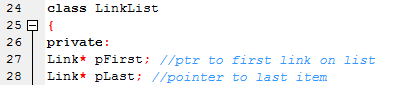 24 class LinkList
25 {
26 private:
27 Link* pFirst; //ptr to first link on list
28 Link* pLast; //pointer to last item